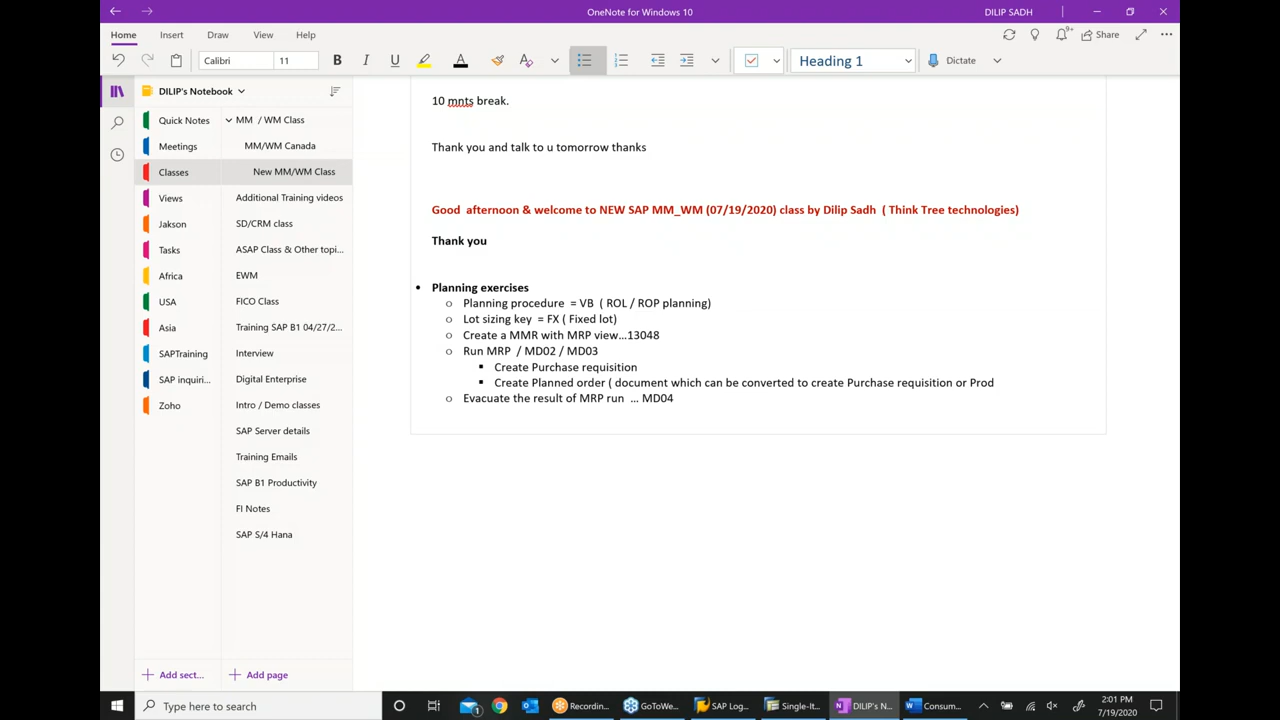 OneNote for Windows 10
DILIP SADH
Home
Insert
Draw
View
Help
9+
Share
Calibri
11
B
I
U
A
Heading 1
Dictate
DILIP's Notebook
Quick Notes
Meetings
Classes
Views
Jakson
Tasks
Africa
USA
Asia
SAPTraining
SAP inquiri...
Zoho
Add sect...
MM / WM Class
MM/WM Canada
New MM/WM Class
Additional Training videos
SD/CRM class
ASAP Class & Other topi...
EWM
FICO Class
Training SAP B1 04/27/2...
Interview
Digital Enterprise
Intro / Demo classes
SAP Server details
Training Emails
SAP B1 Productivity
FI Notes
SAP S/4 Hana
Add page
10 mnts break.
Thank you and talk to u tomorrow thanks
Good afternoon & welcome to NEW SAP MM_WM (07/19/2020) class by Dilip Sadh ( Think Tree technologies)
Thank you
• Planning exercises
o Planning procedure = VB ( ROL / ROP planning)
o Lot sizing key = FX ( Fixed lot)
o Create a MMR with MRP view...13048
o Run MRP / MD02 / MD03
▪ Create Purchase requisition
▪ Create Planned order ( document which can be converted to create Purchase requisition or Prod
o Evacuate the result of MRP run ... MD04
Type here to search
1
Recordin...
GoToWe...
SAP Log...
Single-It...
DILIP's N...
Consum...
2:01 PM
7/19/2020